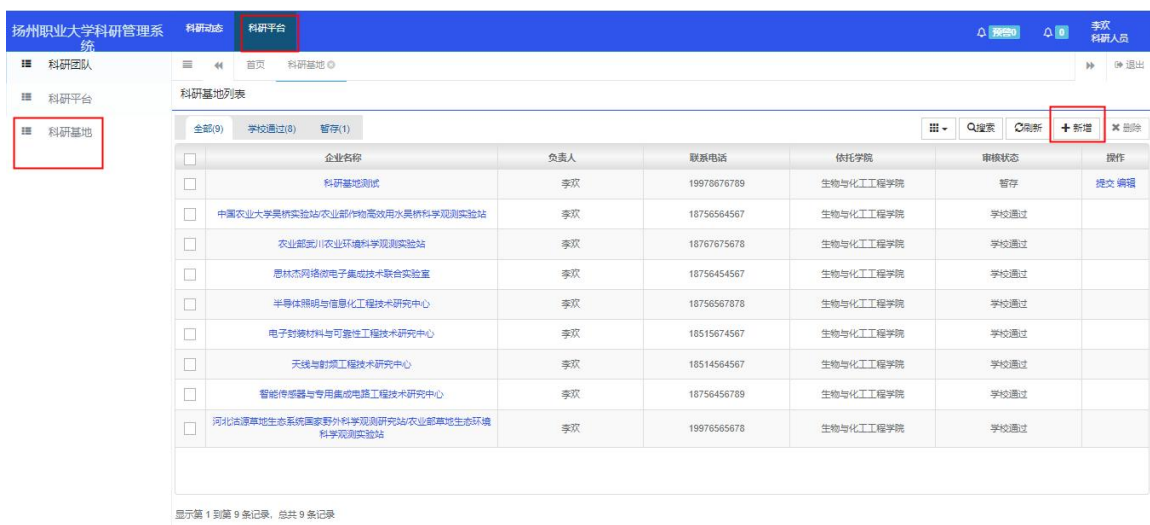 扬州职业大学科研管理系统
科研动态 科研平台 预警0 0 李欢
科研人员
科研团队 首页 科研基地 退出
科研平台 科研基地列表
科研基地 全部(9) 学校通过(8) 暂存(1) 搜索 刷新 新增 删除
企业名称 负责人 联系电话 依托学院 审核状态 操作
科研基地测试 李欢 19978676789 生物与化工工程学院 暂存 提交 编辑
中国农业大学吴桥实验站/农业部作物高效用水吴桥科学观测实验站 李欢 18756564567 生物与化工工程学院 学校通过
农业部武川农业环境科学观测实验站 李欢 18767675678 生物与化工工程学院 学校通过
思林杰网络微电子集成技术联合实验室 李欢 18756454567 生物与化工工程学院 学校通过
半导体照明与信息化工程技术研究中心 李欢 18756567878 生物与化工工程学院 学校通过
电子封装材料与可靠性工程技术研究中心 李欢 18515674567 生物与化工工程学院 学校通过
天线与射频工程技术研究中心 李欢 18514564567 生物与化工工程学院 学校通过
智能传感器与专用集成电路工程技术研究中心 李欢 18756456789 生物与化工工程学院 学校通过
河北沽源草地生态系统国家野外科学观测研究站/农业部草地生态环境
科学观测实验站 李欢 19976565678 生物与化工工程学院 学校通过
显示第 1 到第 9 条记录，总共 9 条记录